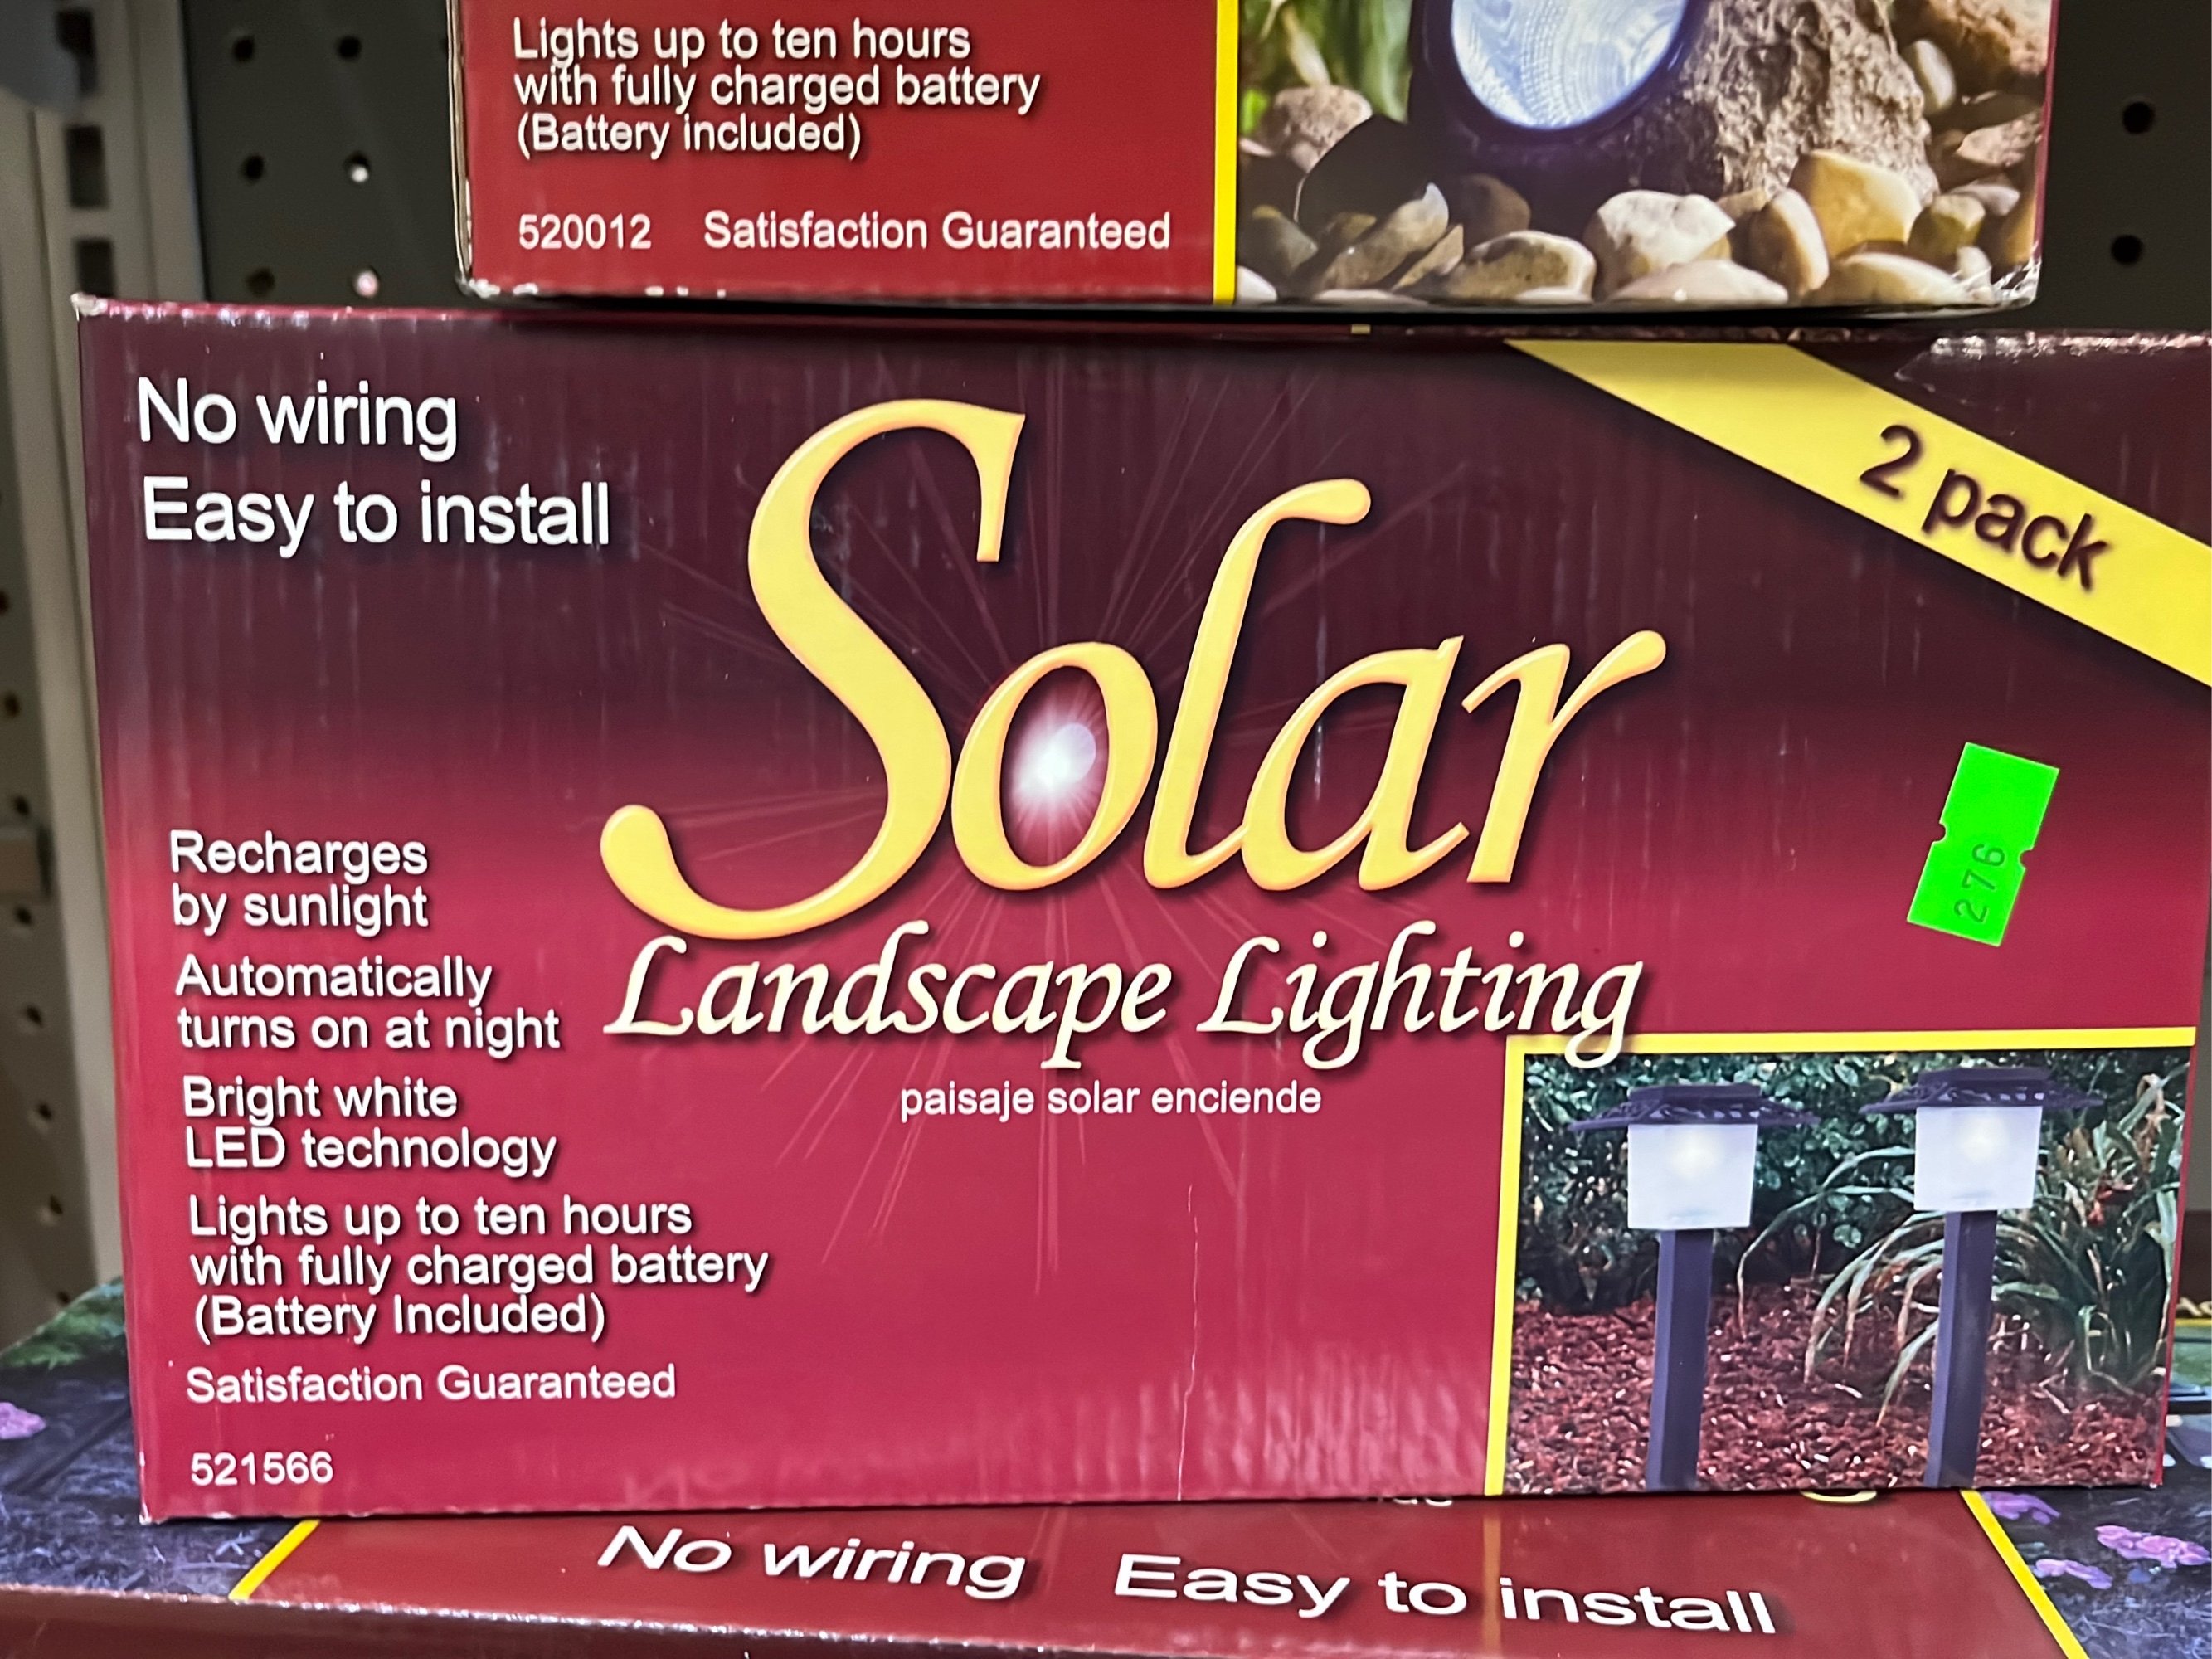 Lights up to ten hours
with fully charged battery
(Battery included)
520012 Satisfaction Guaranteed
No wiring
Easy to install
2 pack
Solar
Landscape Lighting
paisaje solar enciende
276
Recharges
by sunlight
Automatically
turns on at night
Bright white
LED technology
Lights up to ten hours
with fully charged battery
(Battery Included)
Satisfaction Guaranteed
521566
No wiring Easy to install